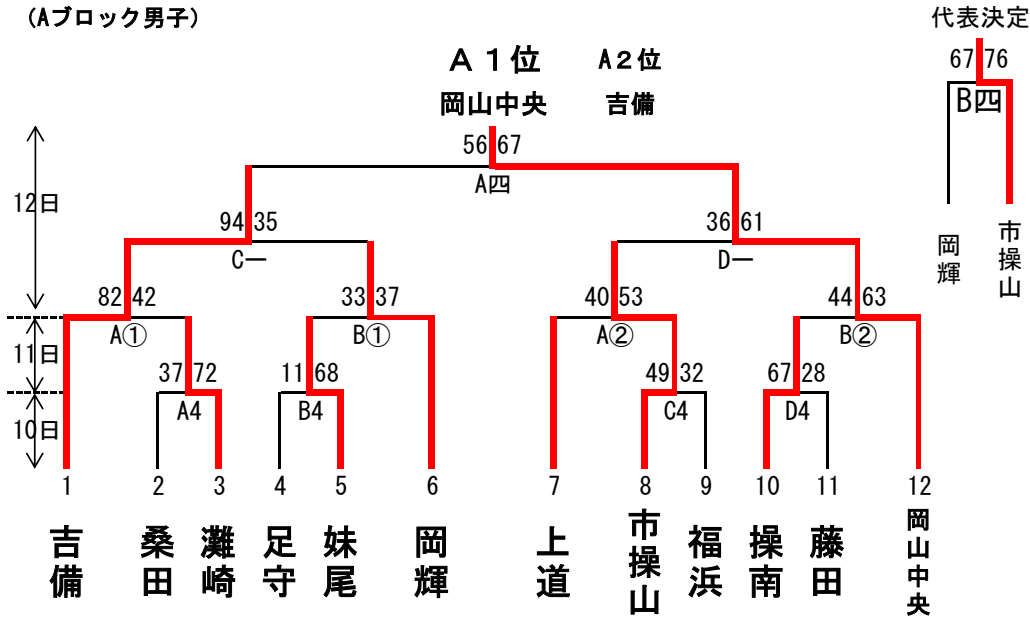 (Aブロック男子)
代表決定
A 1位 A2位
岡山中央 吉備
67 76
B四
岡輝 市操山
56 67
A四
12日
94 35
C一
36 61
D一
82 42
A①
33 37
B①
40 53
A②
44 63
B②
11日
37 72
A4
11 68
B4
49 32
C4
67 28
D4
10日
1 2 3 4 5 6 7 8 9 10 11 12
吉備 桑田 灘崎 足守 妹尾 岡輝 上道 市操山 福浜 操南 藤田 岡山中央